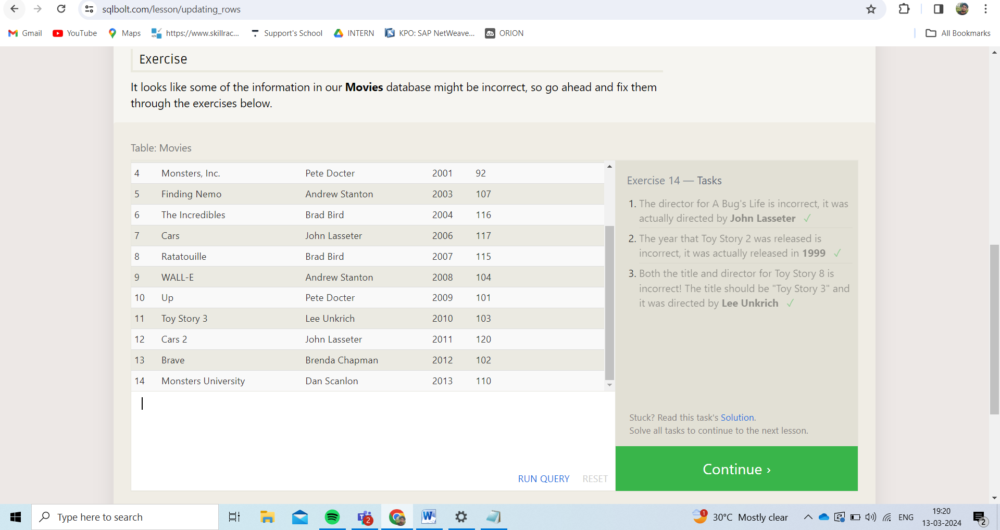 sqlbolt.com/lesson/updating_rows
Gmail YouTube Maps https://www.skillrac... Support's School INTERN KPO: SAP NetWeave... ORION All Bookmarks
Exercise
It looks like some of the information in our Movies database might be incorrect, so go ahead and fix them
through the exercises below.
Table: Movies
4 Monsters, Inc. Pete Docter 2001 92
5 Finding Nemo Andrew Stanton 2003 107
6 The Incredibles Brad Bird 2004 116
7 Cars John Lasseter 2006 117
8 Ratatouille Brad Bird 2007 115
9 WALL-E Andrew Stanton 2008 104
10 Up Pete Docter 2009 101
11 Toy Story 3 Lee Unkrich 2010 103
12 Cars 2 John Lasseter 2011 120
13 Brave Brenda Chapman 2012 102
14 Monsters University Dan Scanlon 2013 110
RUN QUERY RESET
Exercise 14 — Tasks
1. The director for A Bug's Life is incorrect, it was
actually directed by John Lasseter ✓
2. The year that Toy Story 2 was released is
incorrect, it was actually released in 1999 ✓
3. Both the title and director for Toy Story 8 is
incorrect! The title should be "Toy Story 3" and
it was directed by Lee Unkrich ✓
Stuck? Read this task's Solution.
Solve all tasks to continue to the next lesson.
Continue ›
Type here to search
2
1
30°C Mostly clear
ENG
19:20
13-03-2024
2